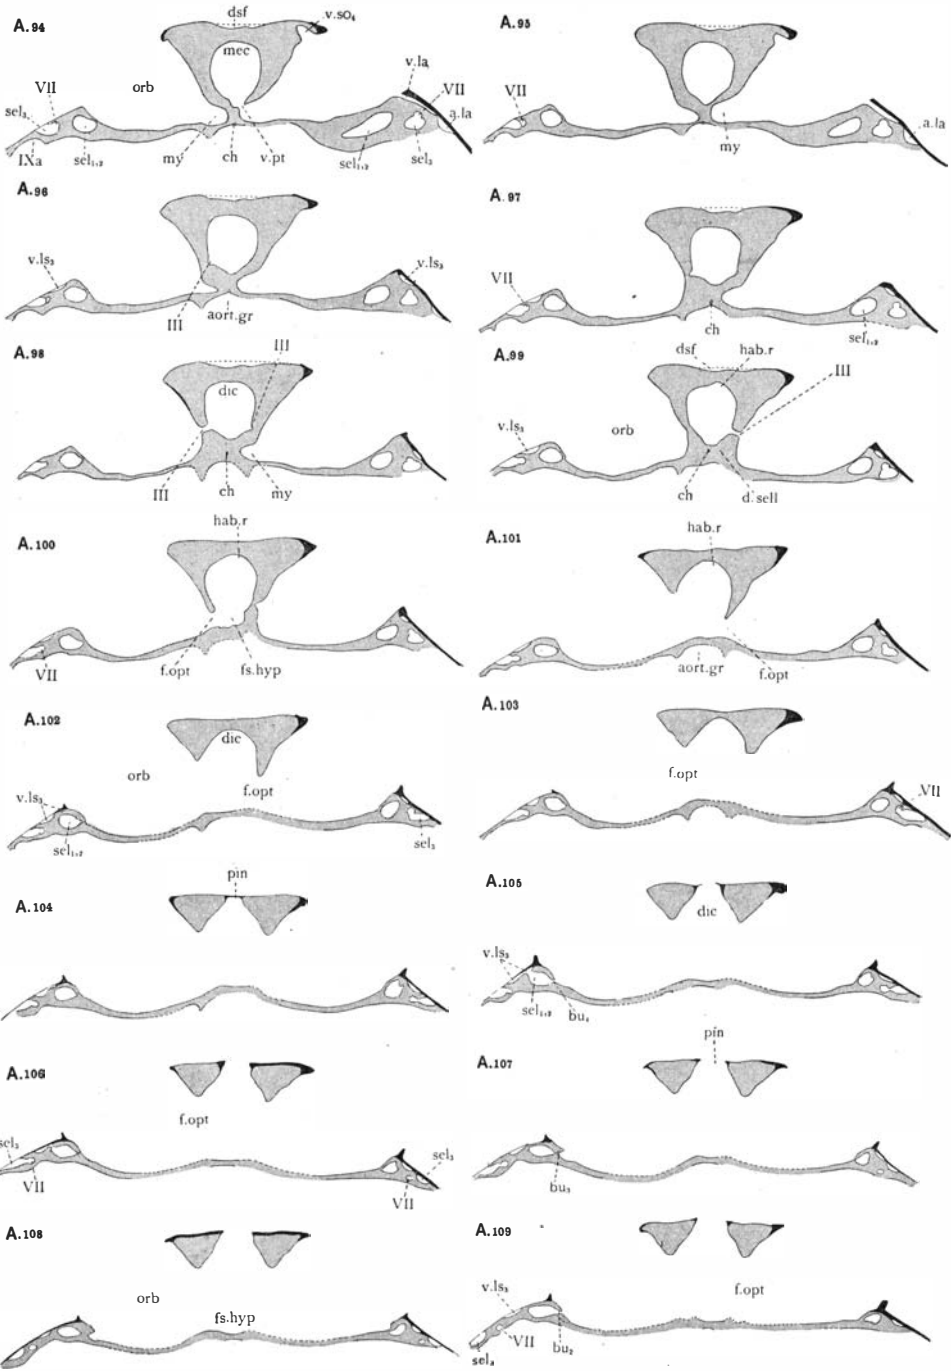 A.94
dsf
.v.so₄
mec
v.la
VII
orb
VII
sel₃
a.la
IXa
sel₁,₂
my
ch
v.pt
sel₁,₂
sel₃
A.95
VII
a.la
my
A.96
v.ls₃
v.ls₃
III
aort.gr
A.97
VII
ch
sel₁,₂
A.98
III
dic
III
ch
my
A.99
dsf
hab.r
III
v.ls₃
orb
ch
d.sell
A.100
hab.r
VII
f.opt
fs.hyp
A.101
hab.r
aort.gr
f.opt
A.102
dic
orb
f.opt
v.ls₃
sel₁,₂
sel₃
A.103
f.opt
VII
A.104
pin
A.105
dic
v.ls₃
sel₁,₂
bu₁
A.106
f.opt
sel₃
VII
sel₃
VII
A.107
pin
bu₃
A.108
orb
fs.hyp
A.109
f.opt
v.ls₃
sel₃
VII
bu₂